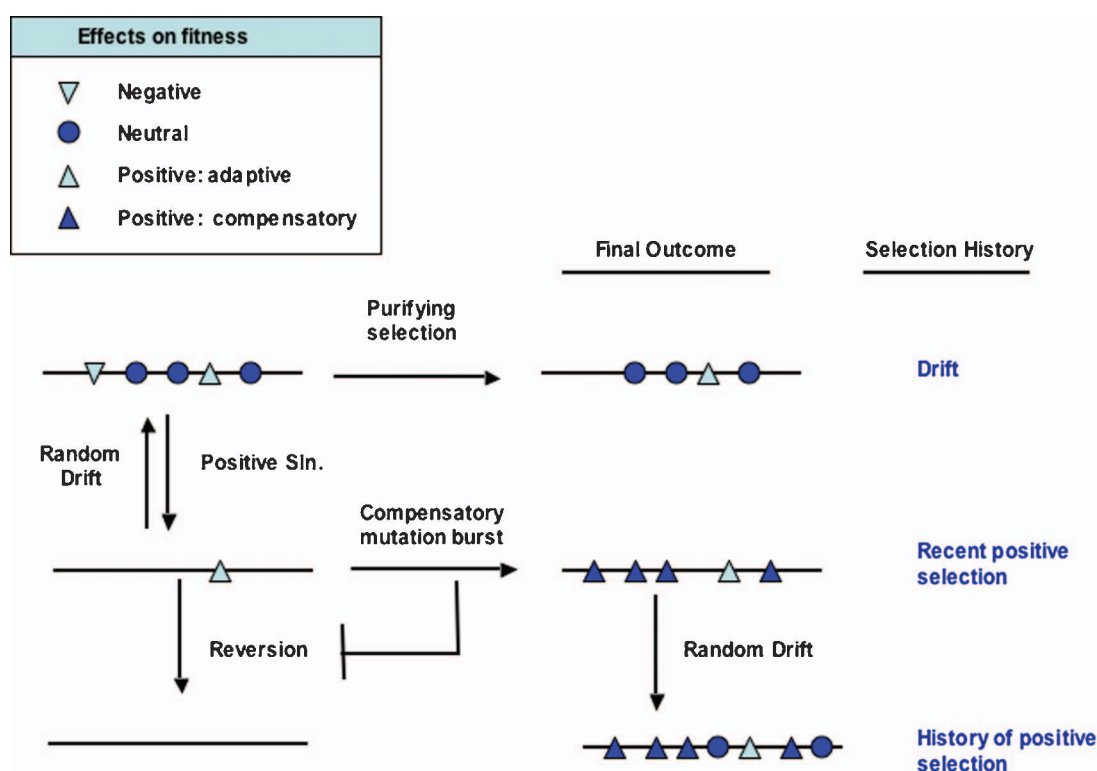 Effects on fitness
Negative
Neutral
Positive: adaptive
Positive: compensatory
Final Outcome
Selection History
Purifying
selection
Drift
Random
Drift
Positive Sln.
Compensatory
mutation burst
Recent positive
selection
Reversion
Random Drift
History of positive
selection